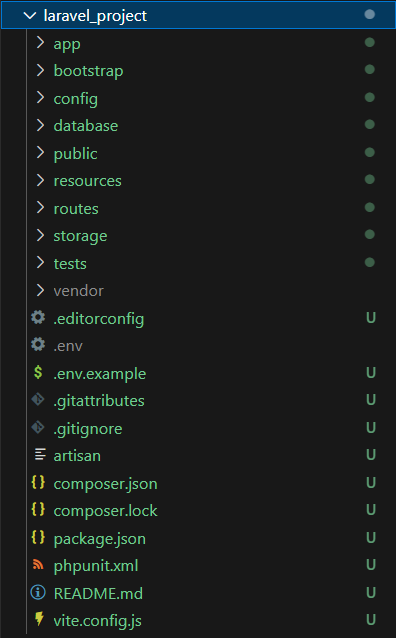 laravel_project
app
bootstrap
config
database
public
resources
routes
storage
tests
vendor
.editorconfig U
.env
$ .env.example U
.gitattributes U
.gitignore U
artisan U
{} composer.json U
{} composer.lock U
{} package.json U
phpunit.xml U
README.md U
vite.config.js U